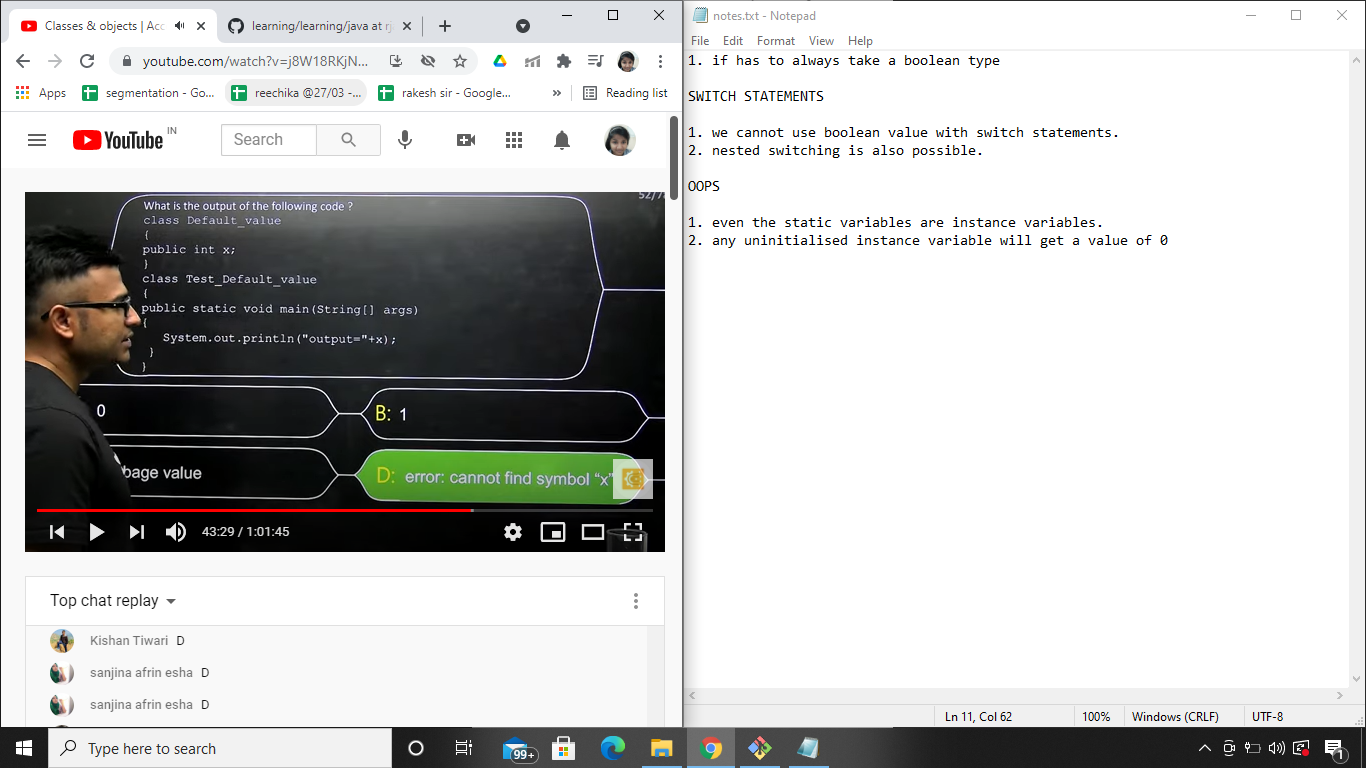 Classes & objects | Acc
learning/learning/java at rj
youtube.com/watch?v=j8W18RKjN...
Apps
segmentation - Go...
reechika @27/03 -...
rakesh sir - Google...
»
Reading list
YouTube IN
Search
52/7
What is the output of the following code ?
class Default_value
{
public int x;
}
class Test_Default_value
{
public static void main(String[] args)
{
System.out.println("output="+x);
}
}
0
B: 1
bage value
D: error: cannot find symbol “x”
43:29 / 1:01:45
Top chat replay
Kishan Tiwari D
sanjina afrin esha D
sanjina afrin esha D
notes.txt - Notepad
File Edit Format View Help
1. if has to always take a boolean type
SWITCH STATEMENTS
1. we cannot use boolean value with switch statements.
2. nested switching is also possible.
OOPS
1. even the static variables are instance variables.
2. any uninitialised instance variable will get a value of 0
Ln 11, Col 62
100%
Windows (CRLF)
UTF-8
Type here to search
99+
1